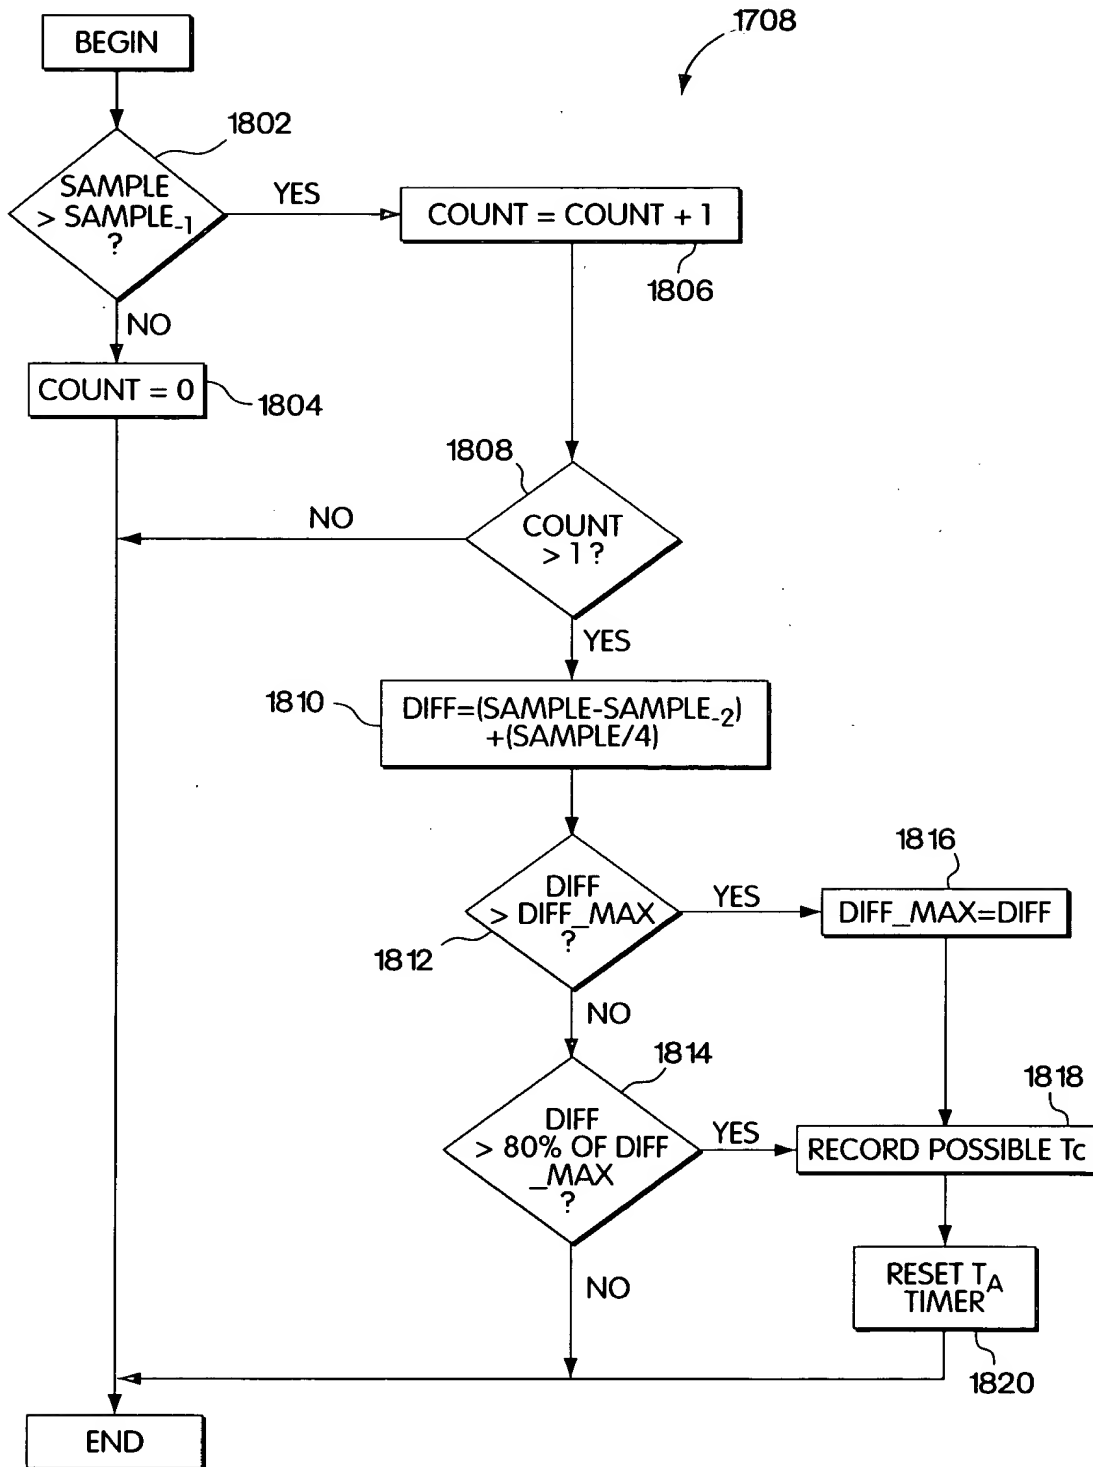 BEGIN
1708
1802
SAMPLE
> SAMPLE-1
?
YES
COUNT = COUNT + 1
1806
NO
COUNT = 0
1804
1808
COUNT
> 1 ?
NO
YES
1810
DIFF=(SAMPLE-SAMPLE-2)
+(SAMPLE/4)
1816
DIFF
> DIFF_MAX
?
YES
DIFF_MAX=DIFF
1812
NO
1814
1818
DIFF
> 80% OF DIFF
_MAX
?
YES
RECORD POSSIBLE Tc
NO
RESET TA
TIMER
1820
END